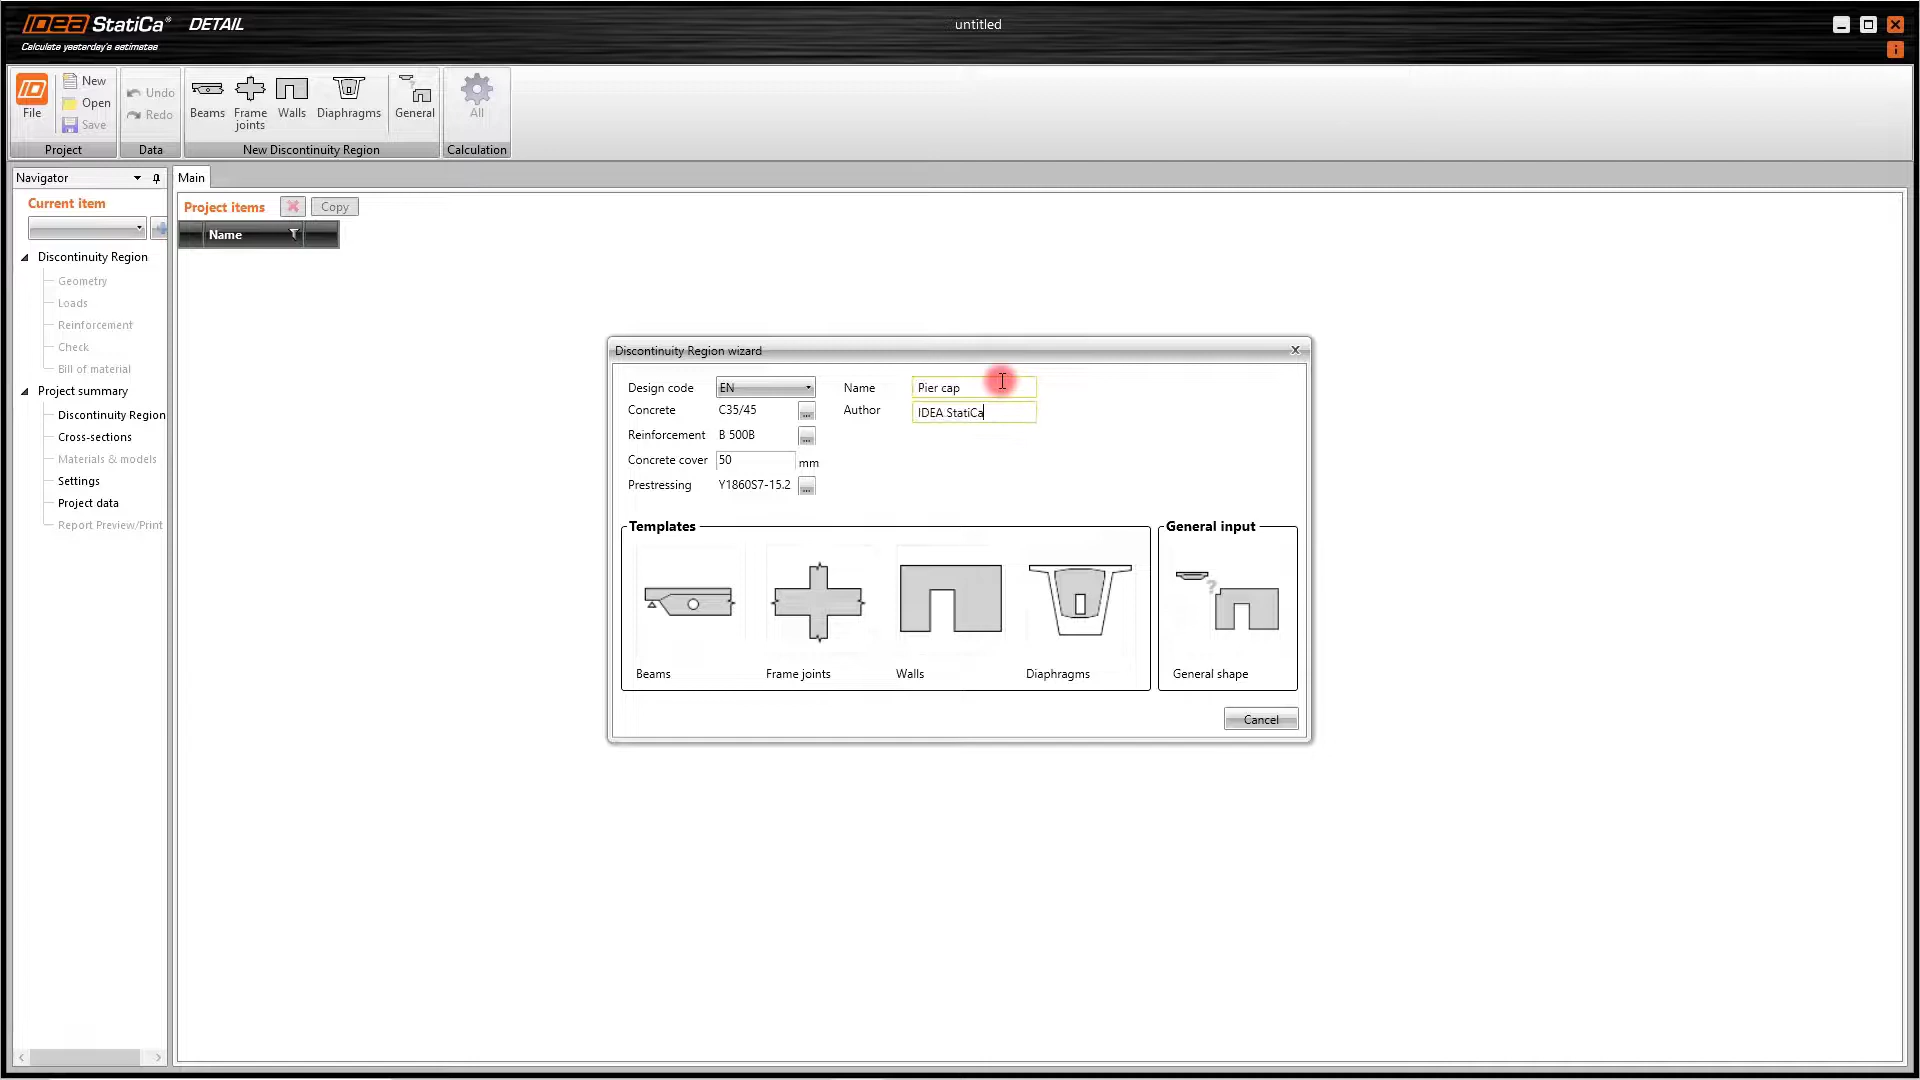 IDEA StatiCa® DETAIL
Calculate yesterday's estimates
untitled
File
New
Open
Save
Project
Undo
Redo
Data
Beams
Frame joints
Walls
Diaphragms
General
New Discontinuity Region
All
Calculation
Navigator
Current item
Discontinuity Region
Geometry
Loads
Reinforcement
Check
Bill of material
Project summary
Discontinuity Region
Cross-sections
Materials & models
Settings
Project data
Report Preview/Print
Main
Project items
Copy
Name
Discontinuity Region wizard
Design code EN Name Pier cap
Concrete C35/45 ... Author IDEA StatiCa
Reinforcement B 500B ...
Concrete cover 50 mm
Prestressing Y1860S7-15.2 ...
Templates
Beams
Frame joints
Walls
Diaphragms
General input
General shape
Cancel